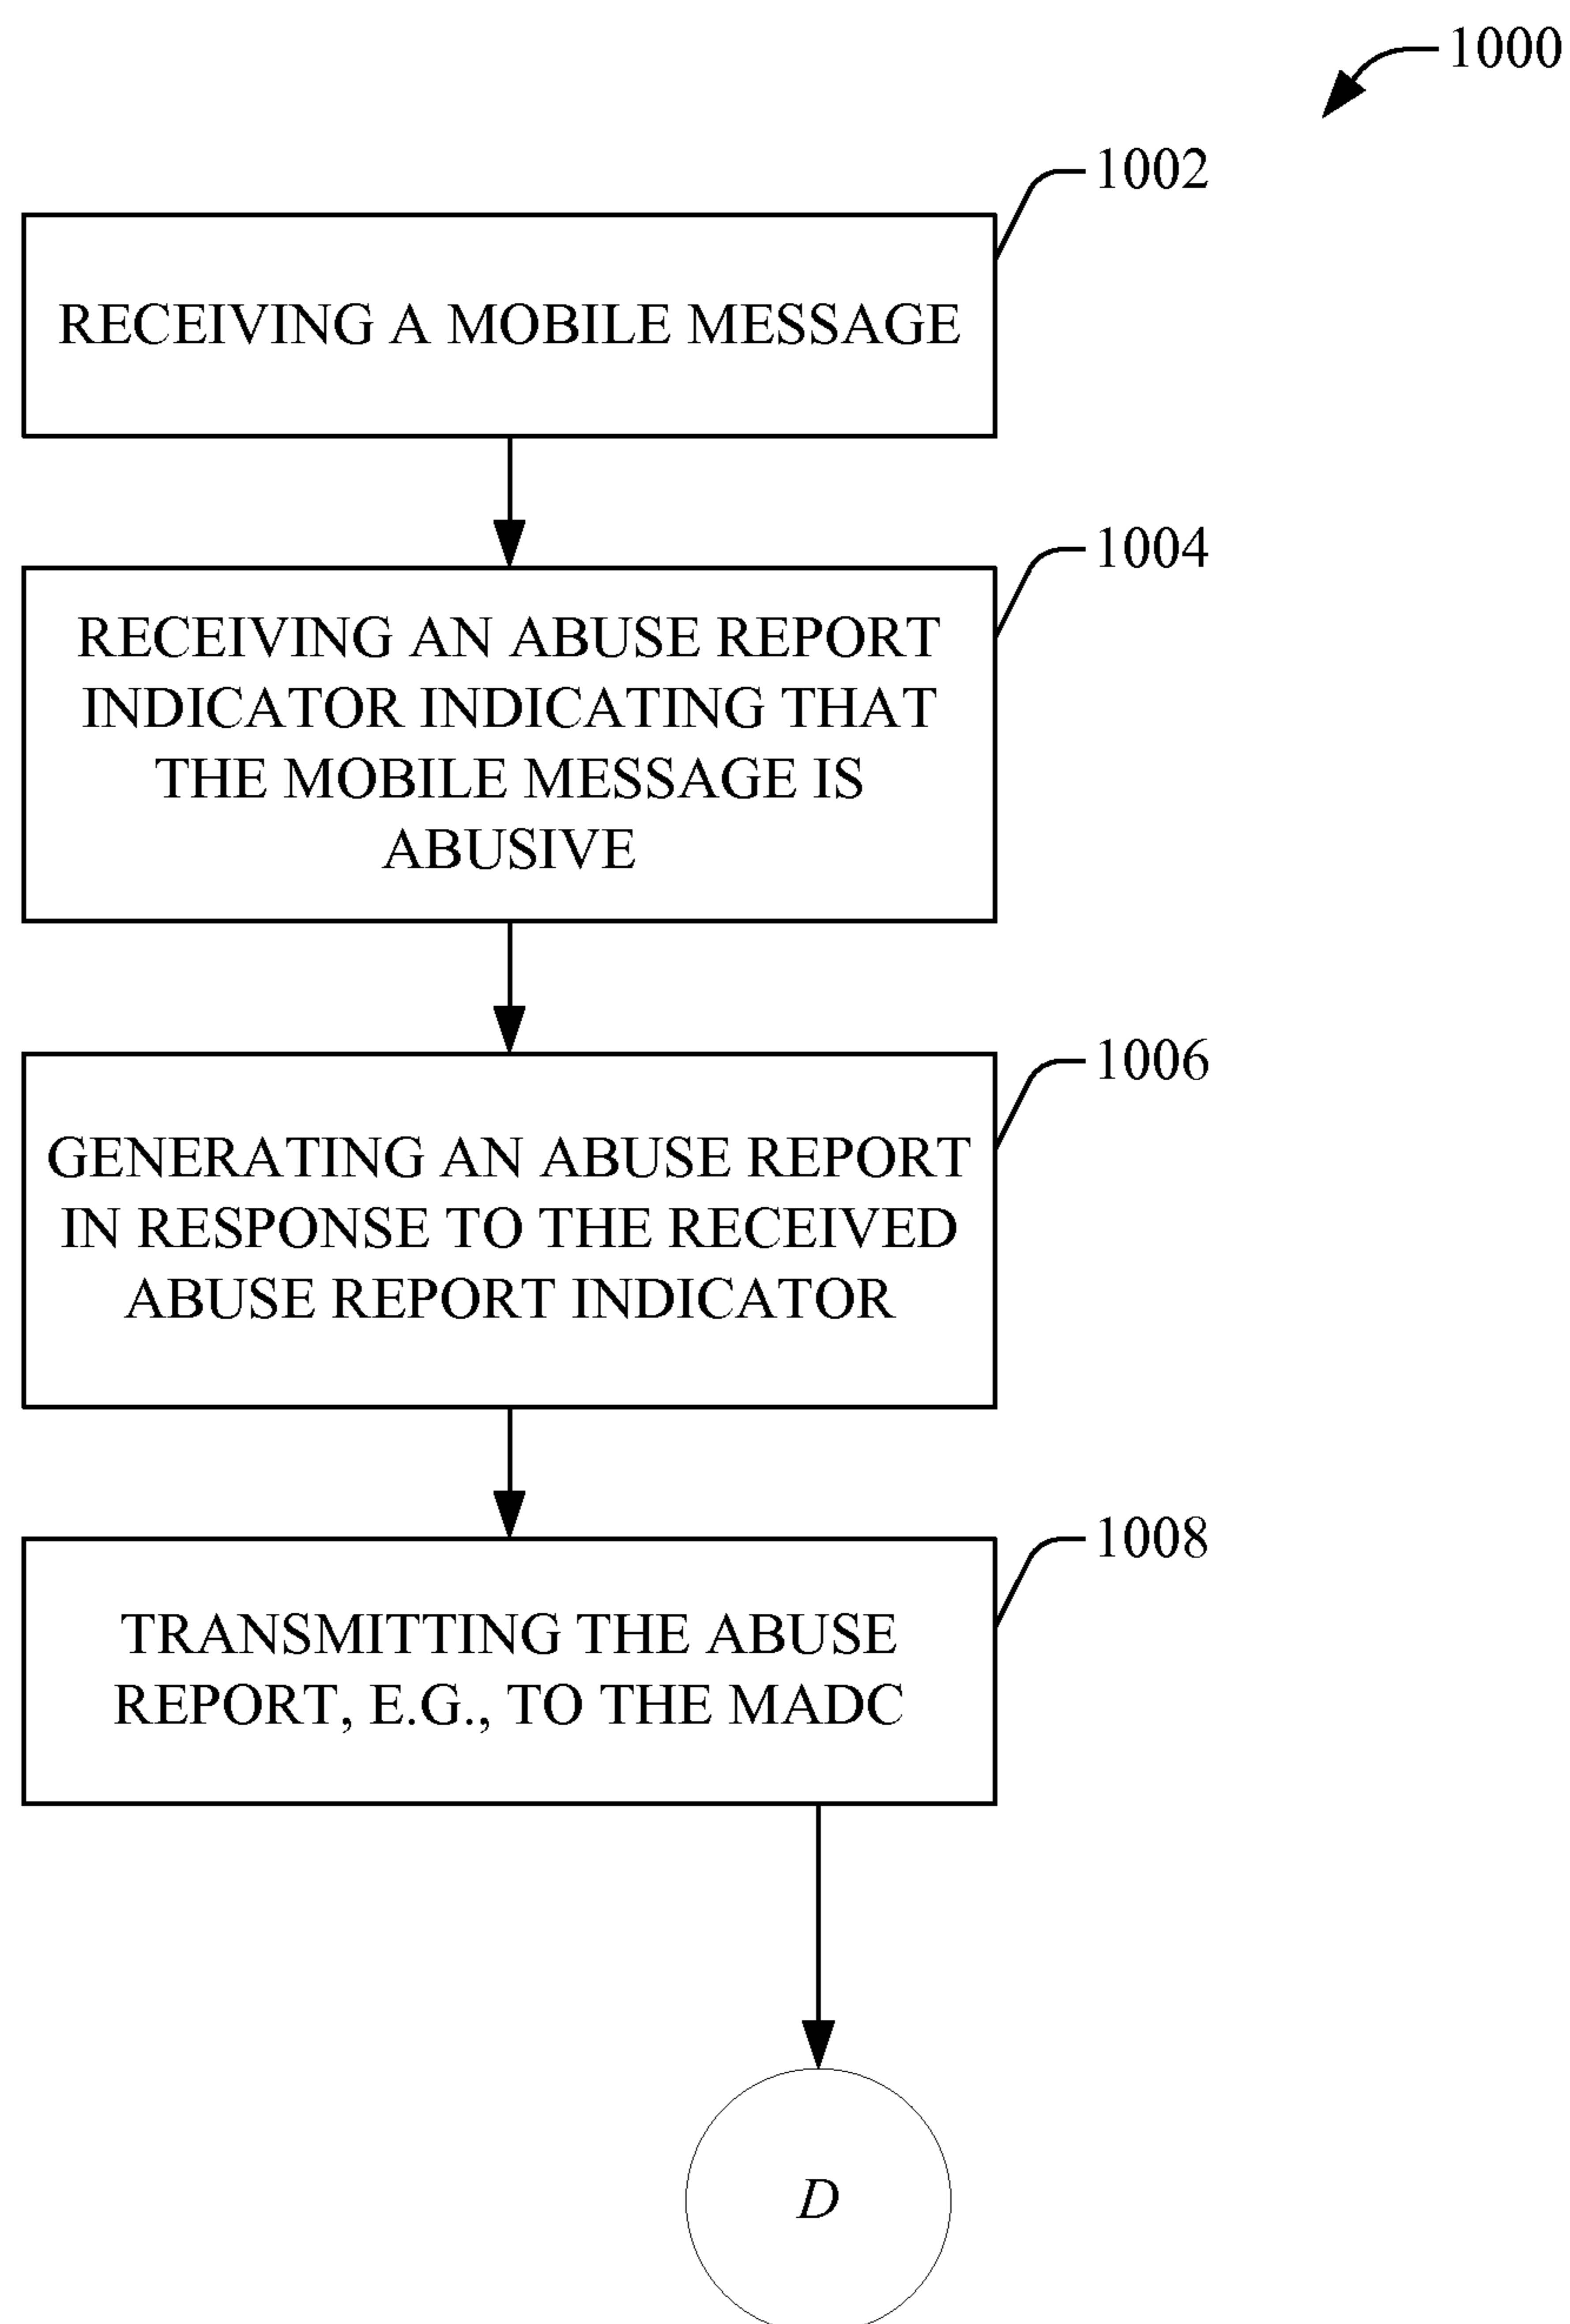 1000
1002
RECEIVING A MOBILE MESSAGE
1004
RECEIVING AN ABUSE REPORT
INDICATOR INDICATING THAT
THE MOBILE MESSAGE IS
ABUSIVE
1006
GENERATING AN ABUSE REPORT
IN RESPONSE TO THE RECEIVED
ABUSE REPORT INDICATOR
1008
TRANSMITTING THE ABUSE
REPORT, E.G., TO THE MADC
D